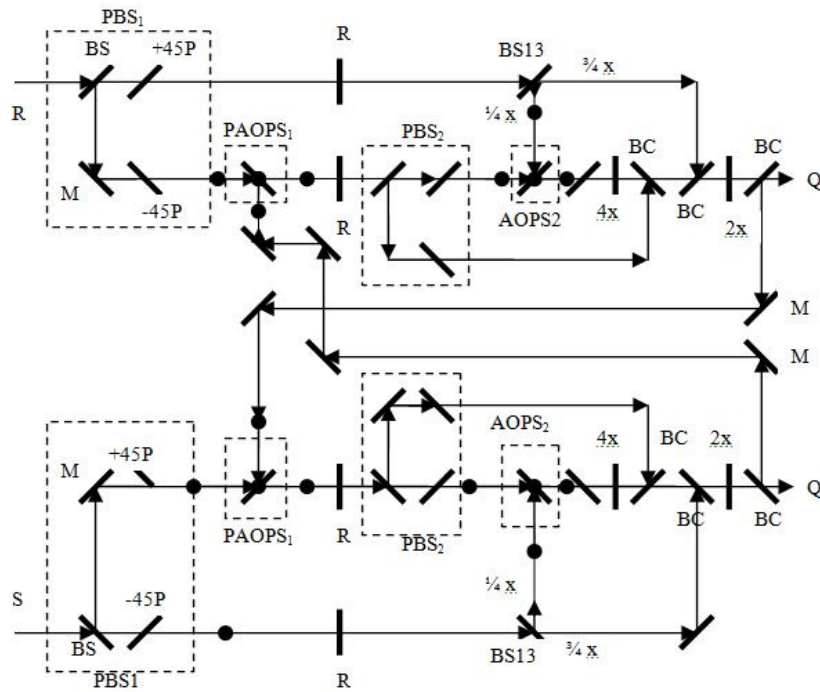 PBS₁
BS
+45P
R
BS13
¾ x
R
¼ x
PAOPS₁
PBS₂
BC
BC
M
-45P
R
AOPS2
4x
BC
2x
Q
M
M
+45P
M
AOPS₂
4x
BC
2x
Q
PAOPS₁
R
PBS₂
BC
BC
S
-45P
¼ x
BS
PBS1
R
BS13
¾ x